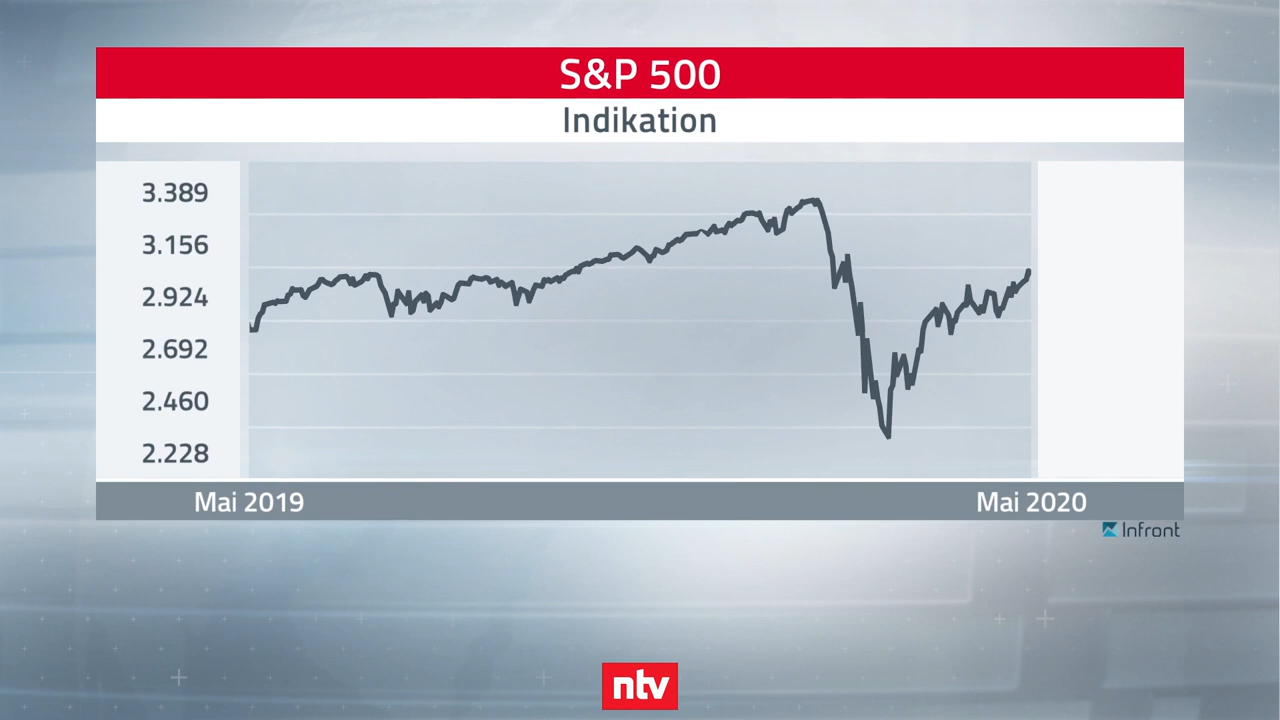 S&P 500
Indikation
3.389
3.156
2.924
2.692
2.460
2.228
Mai 2019
Mai 2020
Infront
ntv